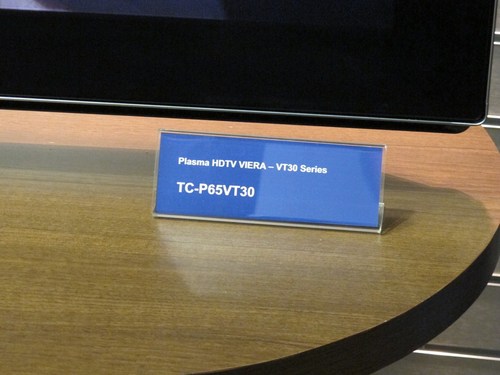 Plasma HDTV VIERA – VT30 Series
TC-P65VT30